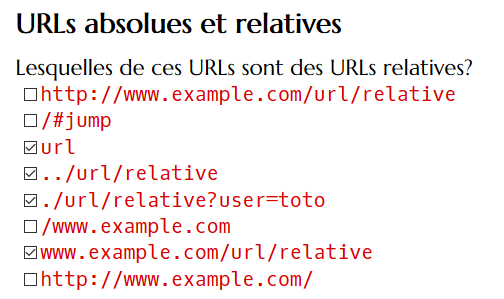 URLs absolues et relatives
Lesquelles de ces URLs sont des URLs relatives?
http://www.example.com/url/relative
/#jump
url
../url/relative
./url/relative?user=toto
/www.example.com
www.example.com/url/relative
http://www.example.com/